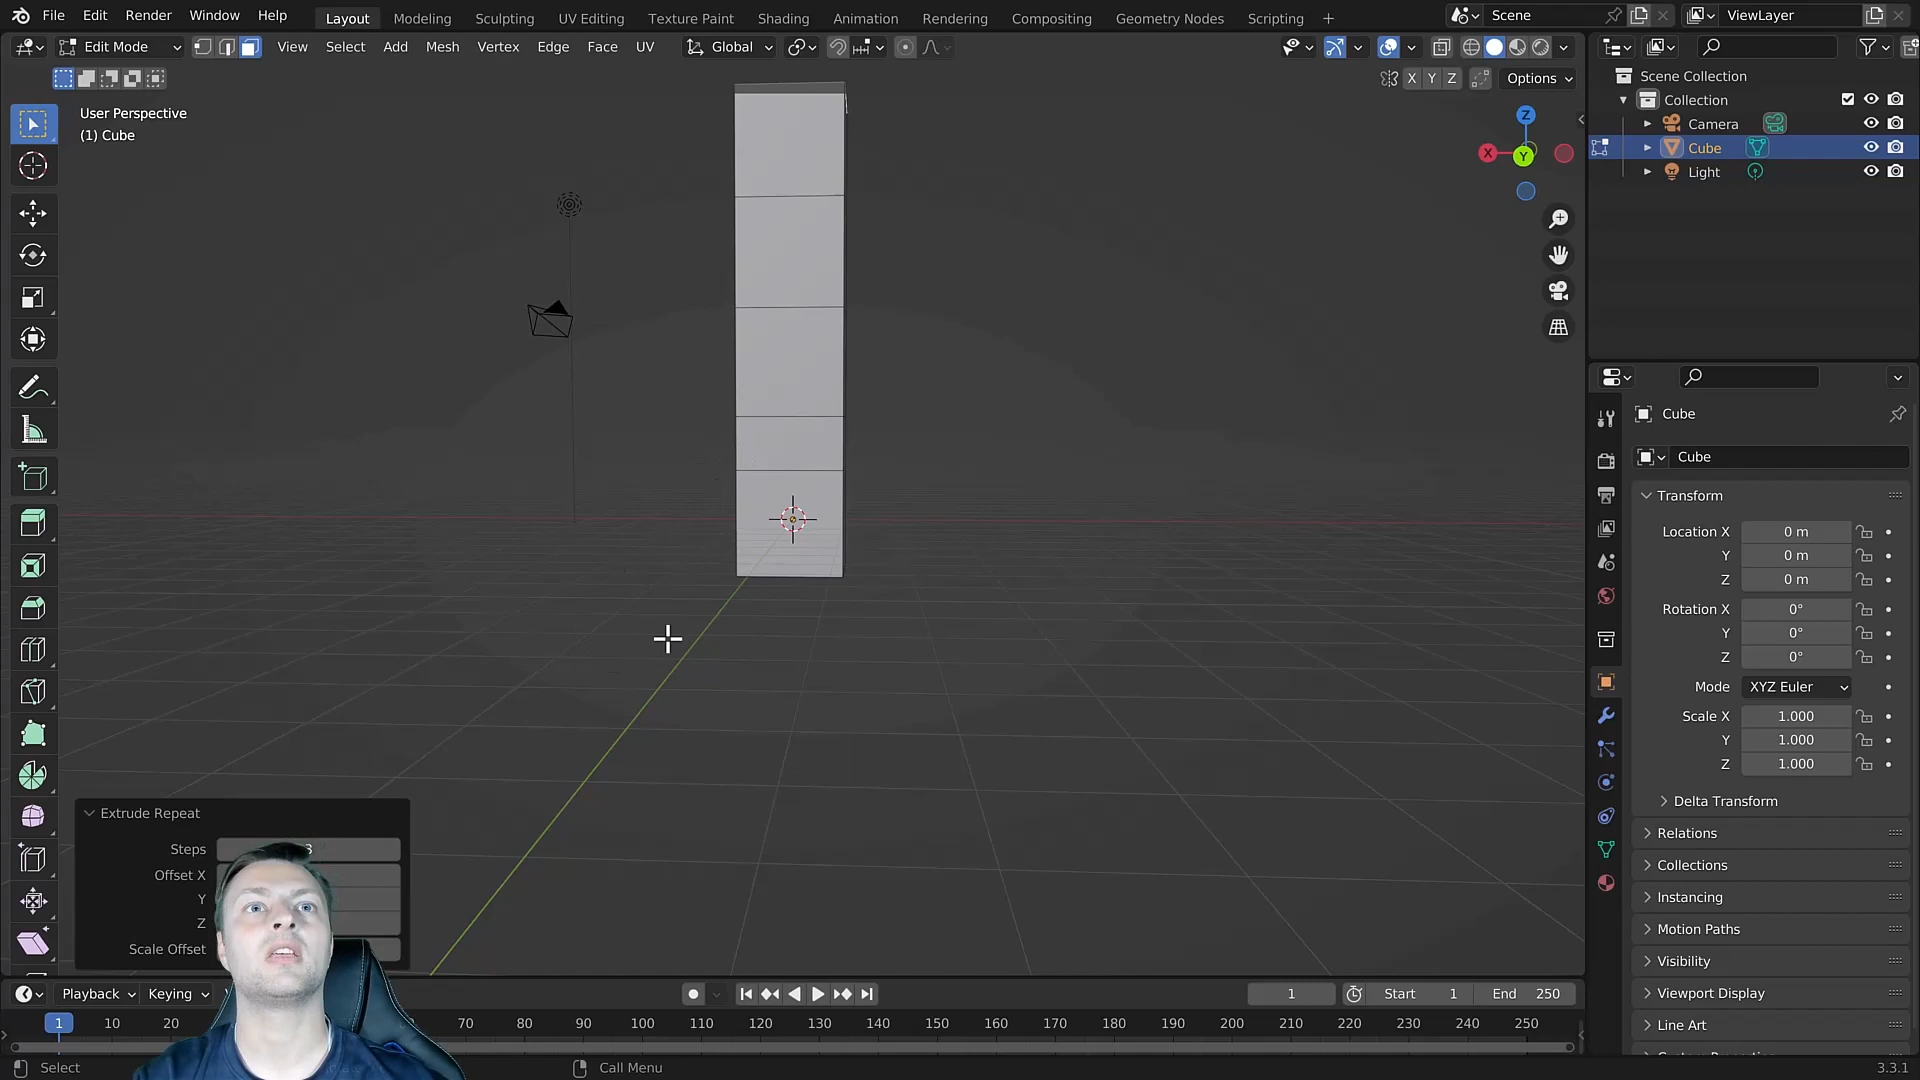 File Edit Render Window Help Layout Modeling Sculpting UV Editing Texture Paint Shading Animation Rendering Compositing Geometry Nodes Scripting + Scene ViewLayer
Edit Mode View Select Add Mesh Vertex Edge Face UV Global
X Y Z Options
User Perspective
(1) Cube
Z
X
Y
Scene Collection
Collection
Camera
Cube
Light
Cube
Cube
Transform
Location X 0 m
Y 0 m
Z 0 m
Rotation X 0°
Y 0°
Z 0°
Mode XYZ Euler
Scale X 1.000
Y 1.000
Z 1.000
Delta Transform
Relations
Collections
Instancing
Motion Paths
Visibility
Viewport Display
Line Art
Extrude Repeat
Steps 3
Offset X
Y
Z
Scale Offset
Playback Keying 1 Start 1 End 250
1 10 20 70 80 90 100 110 120 130 140 150 160 170 180 190 200 210 220 230 240 250
Select Call Menu 3.3.1